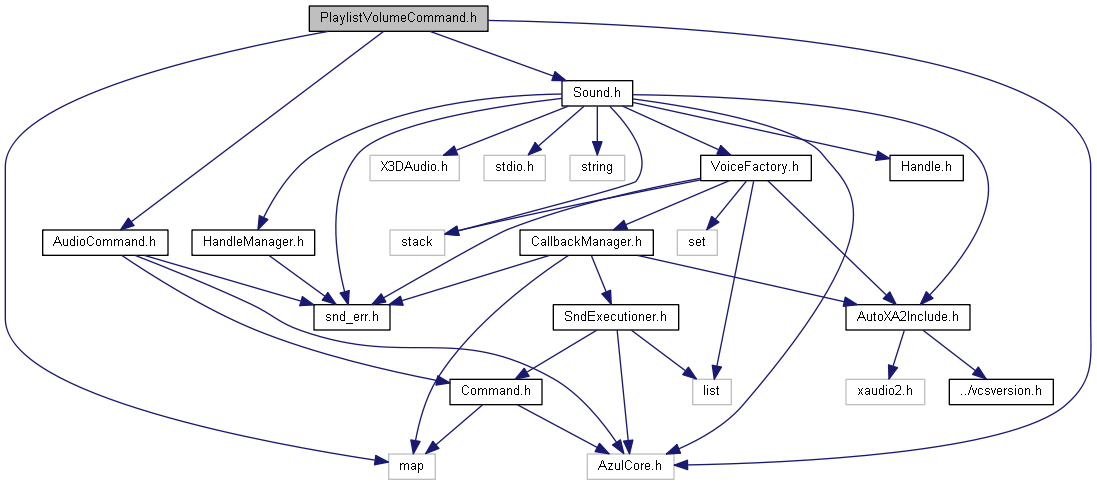 PlaylistVolumeCommand.h
Sound.h
X3DAudio.h
stdio.h
string
VoiceFactory.h
Handle.h
AudioCommand.h
HandleManager.h
stack
CallbackManager.h
set
snd_err.h
SndExecutioner.h
AutoXA2Include.h
Command.h
list
xaudio2.h
../vcsversion.h
map
AzulCore.h